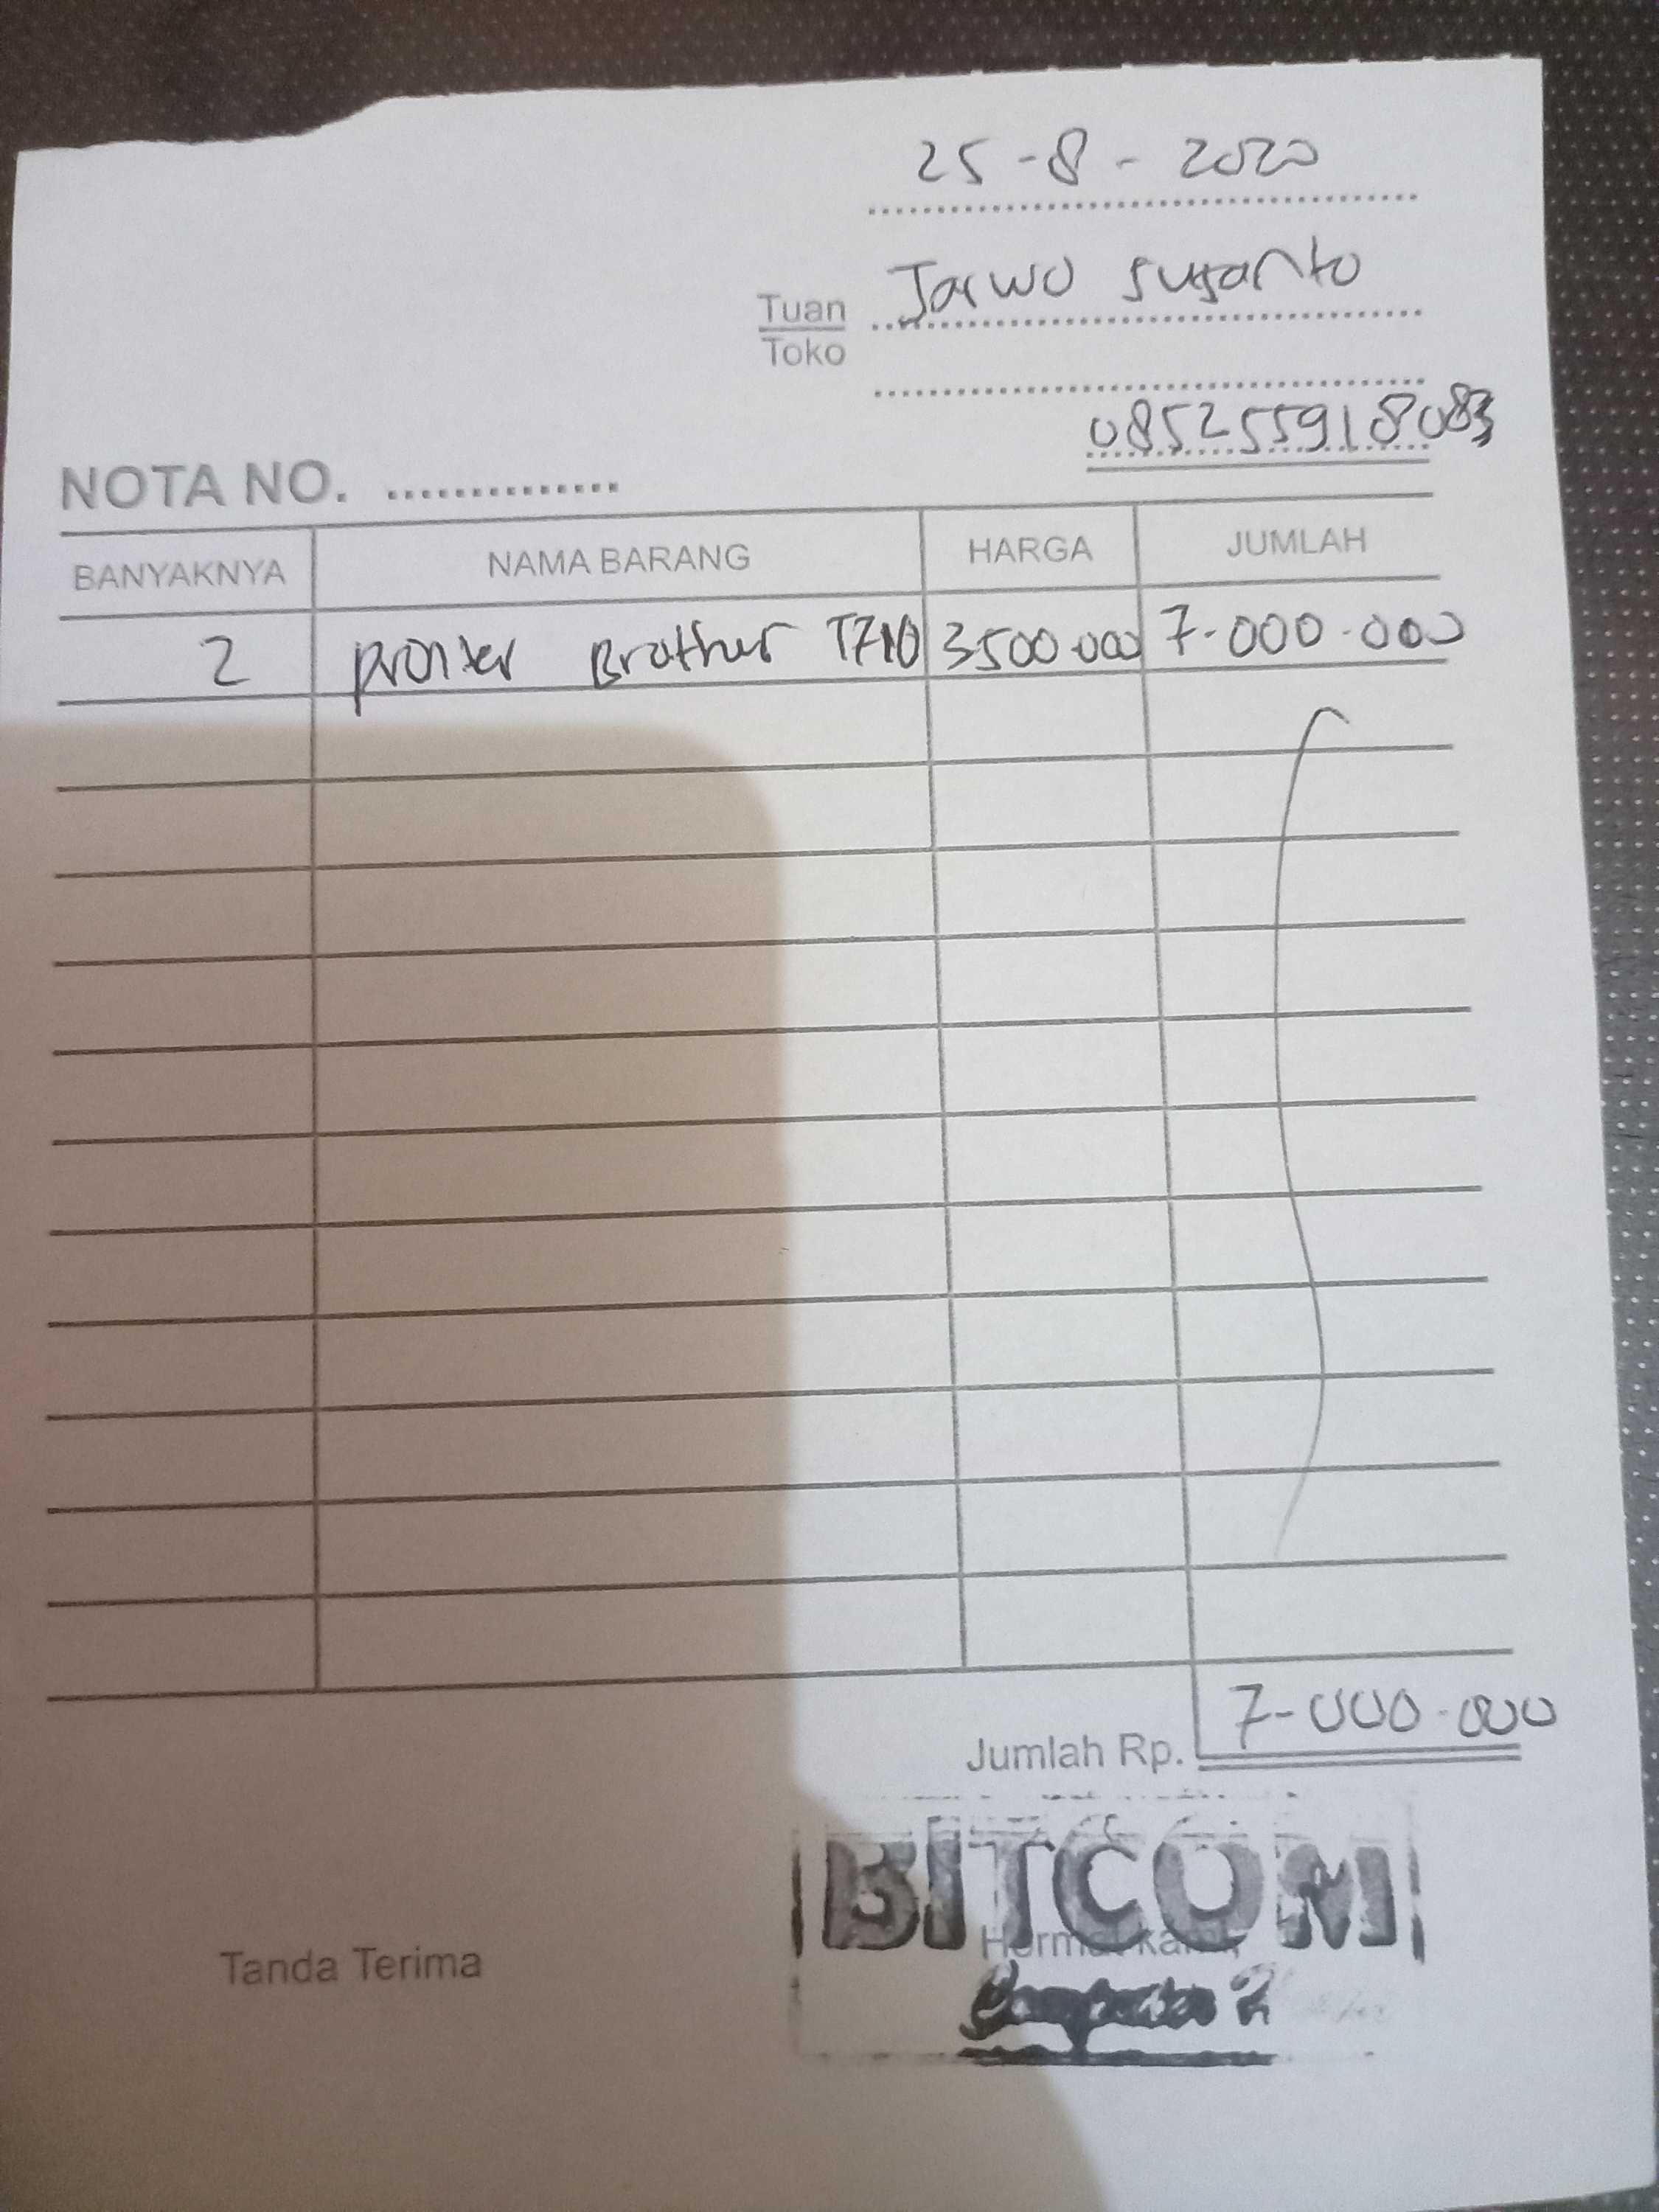 25-8-2020
Tuan Jarwo Suganto
Toko
085255918083
NOTA NO. ..............
BANYAKNYA NAMA BARANG HARGA JUMLAH
2 printer Brother T710 3500.000 7.000.000
Jumlah Rp. 7.000.000
BITCOM
Tanda Terima Hormat kami,